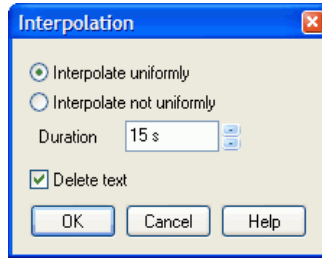 Interpolation
Interpolate uniformly
Interpolate not uniformly
Duration 15 s
Delete text
OK Cancel Help